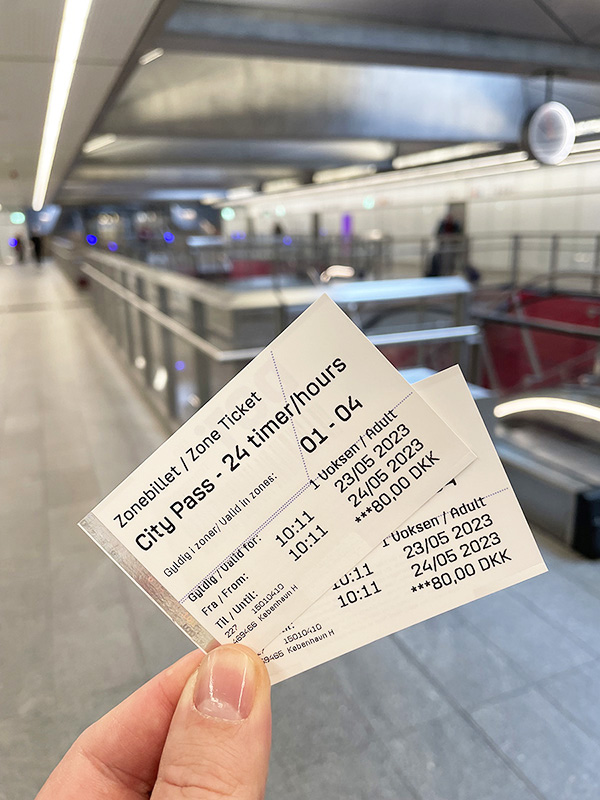 Zonebillet / Zone Ticket
City Pass - 24 timer/hours
Gyldig i zoner/ Valid in zones: 01 - 04
Gyldig / Valid for: 1 Voksen / Adult
Fra / From: 10:11 23/05 2023
Til / Until: 10:11 24/05 2023
227 15010410 ***80,00 DKK
469466 København H
1 Voksen / Adult
10:11 23/05 2023
10:11 24/05 2023
15010410 ***80,00 DKK
København H